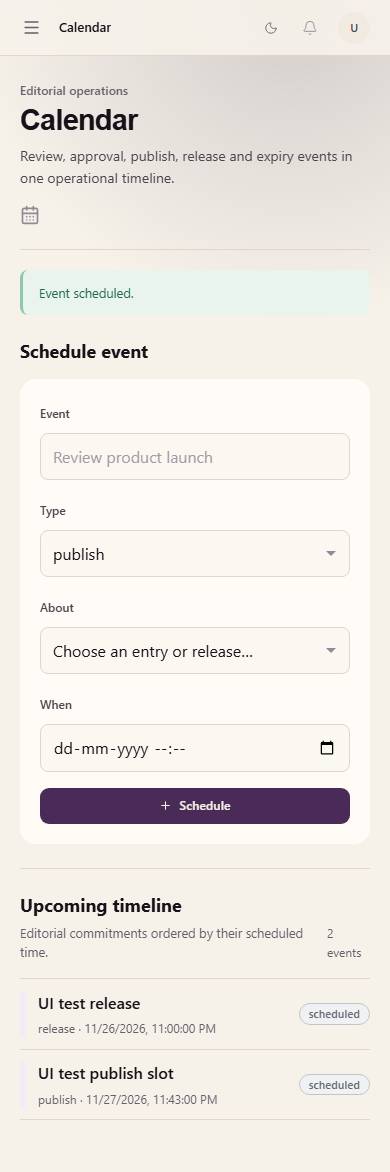 Calendar
U
Editorial operations
Calendar
Review, approval, publish, release and expiry events in
one operational timeline.
Event scheduled.
Schedule event
Event
Review product launch
Type
publish
About
Choose an entry or release...
When
dd-mm-yyyy --:--
+ Schedule
Upcoming timeline
Editorial commitments ordered by their scheduled
time.
2
events
UI test release
release · 11/26/2026, 11:00:00 PM
scheduled
UI test publish slot
publish · 11/27/2026, 11:43:00 PM
scheduled